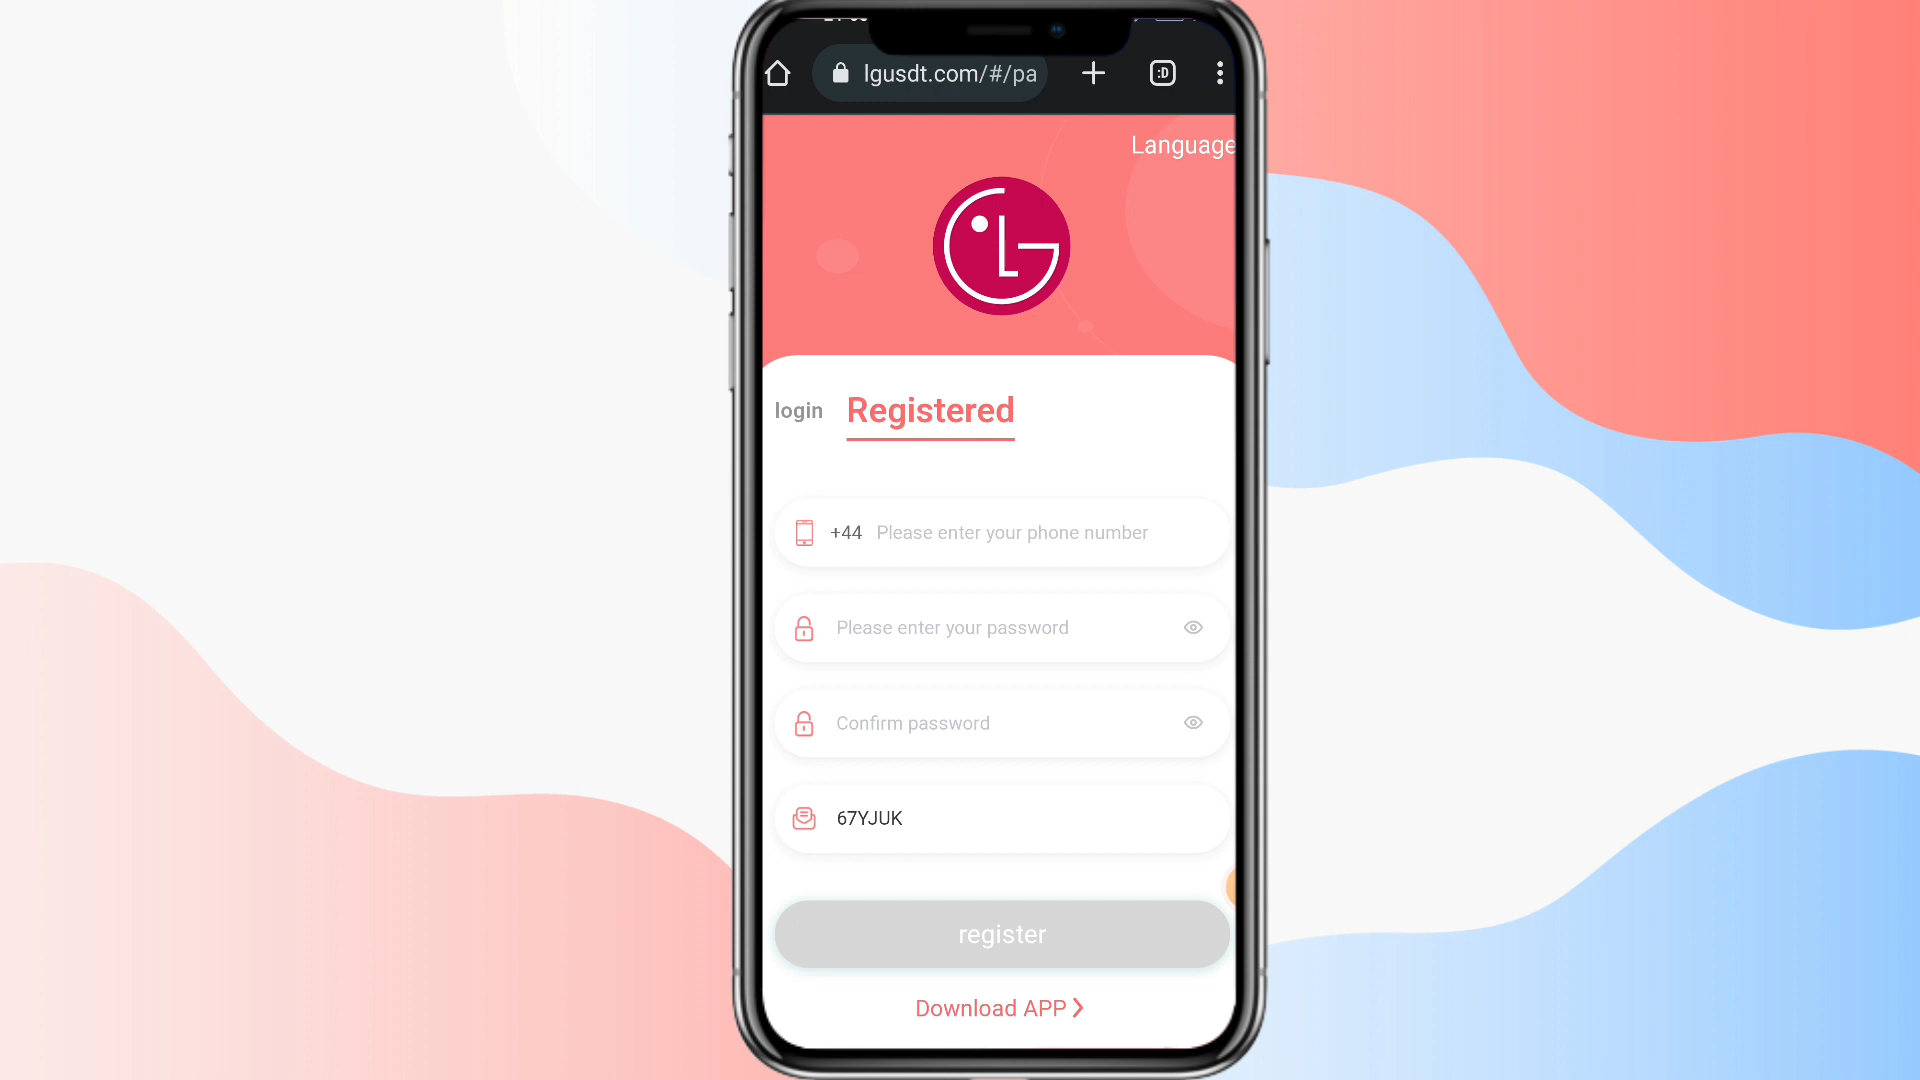 lgusdt.com/#/pa
:D
Language
LG
login
Registered
+44 Please enter your phone number
Please enter your password
Confirm password
67YJUK
register
Download APP